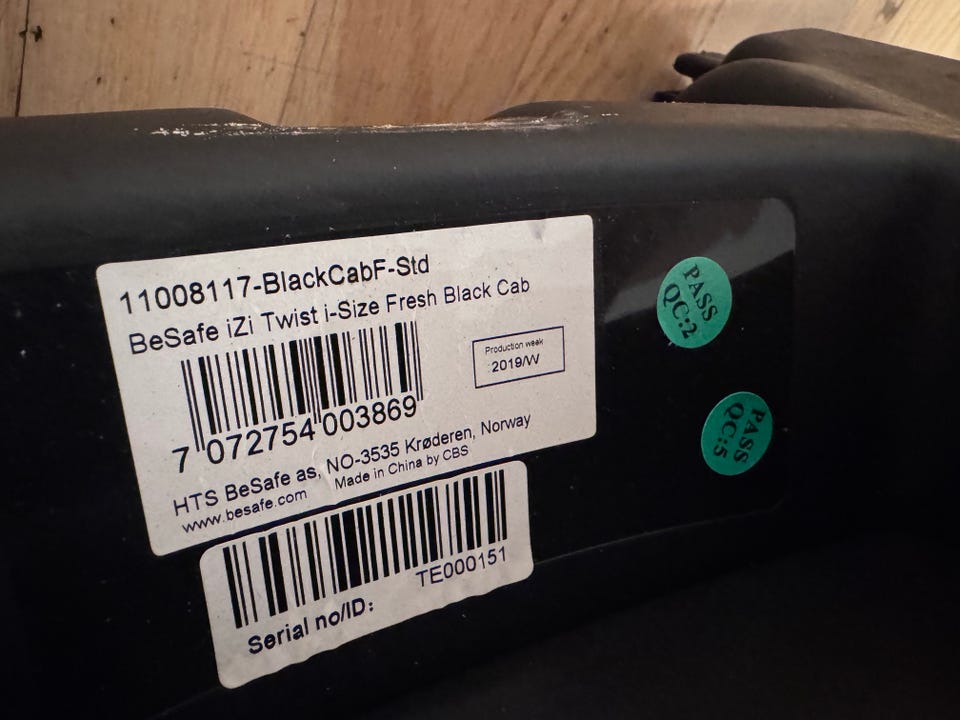 11008117-BlackCabF-Std
BeSafe iZi Twist i-Size Fresh Black Cab
Production week
2019/W
7 072754 003869
HTS BeSafe as, NO-3535 Krøderen, Norway
www.besafe.com Made in China by CBS
TE000151
Serial no/ID:
PASS
QC:2
PASS
QC:5